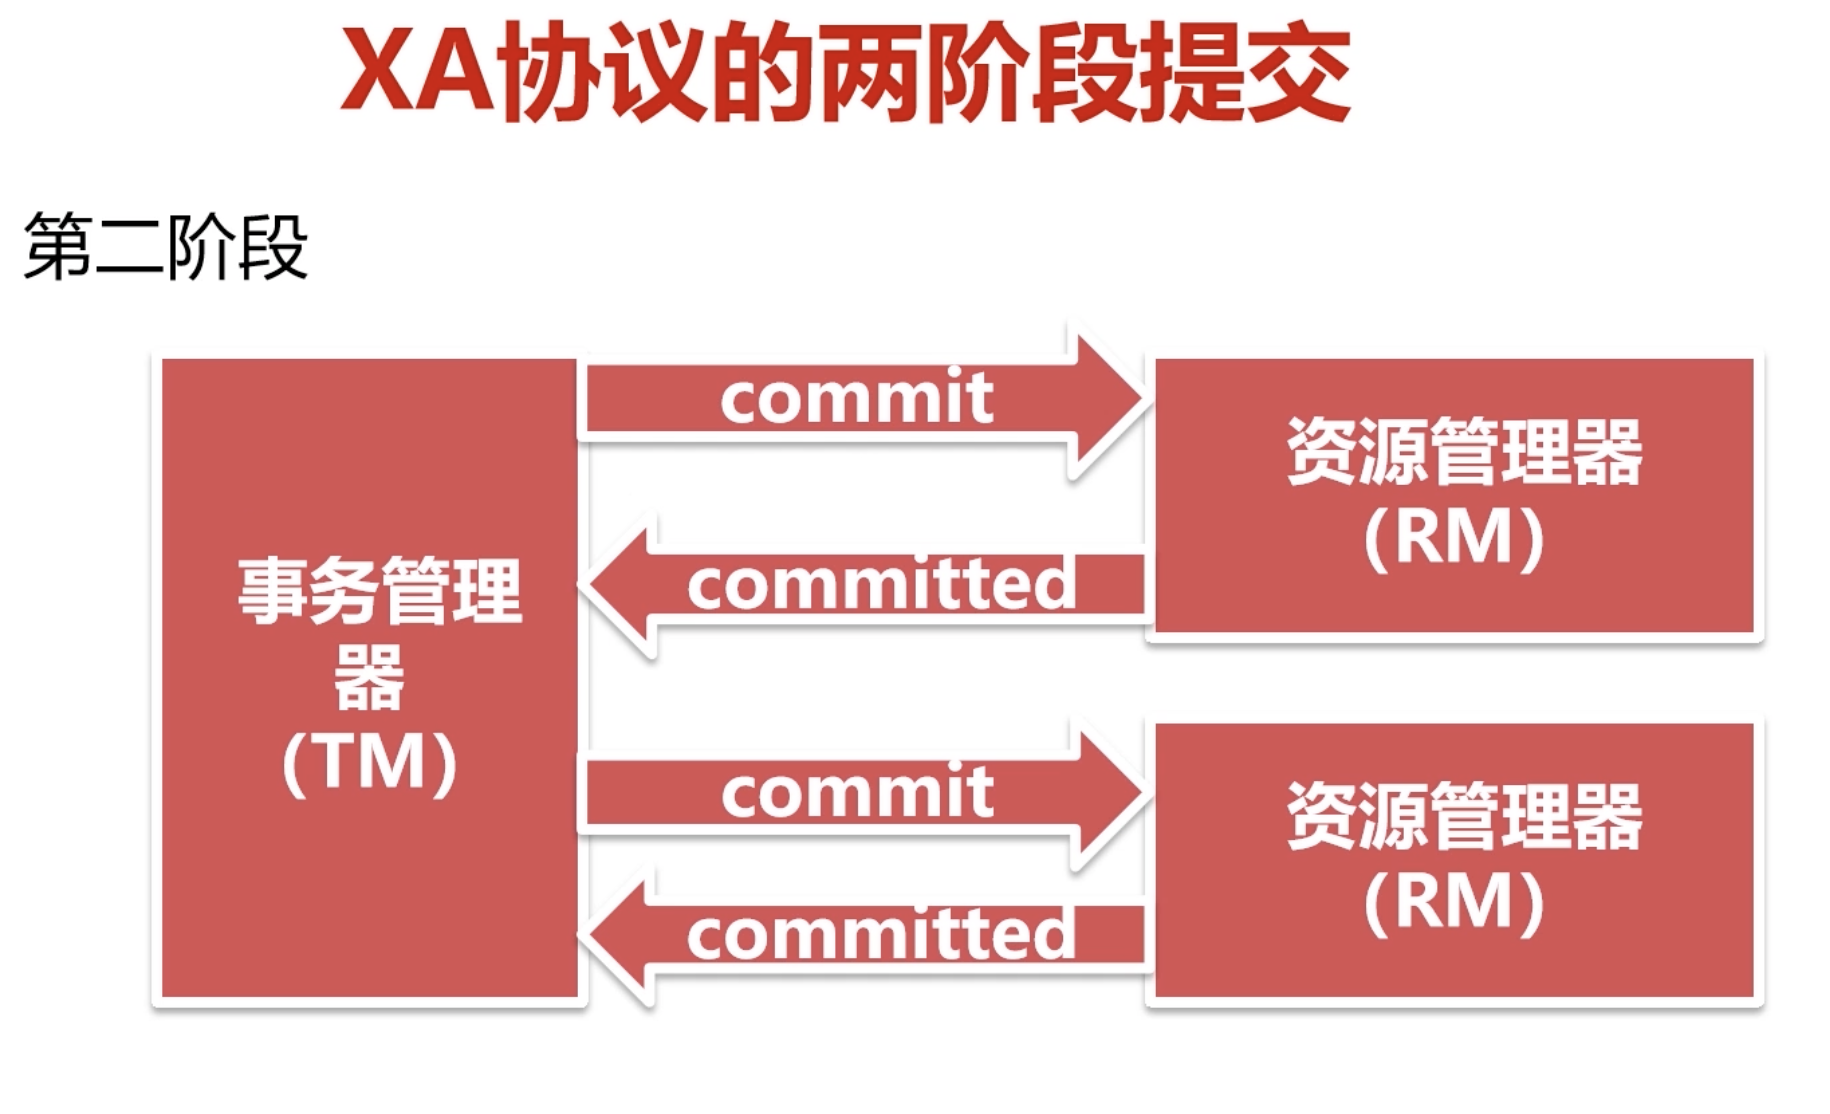 XA协议的两阶段提交
第二阶段
commit
资源管理器
（RM）
committed
事务管理
器
（TM）
commit
资源管理器
（RM）
committed